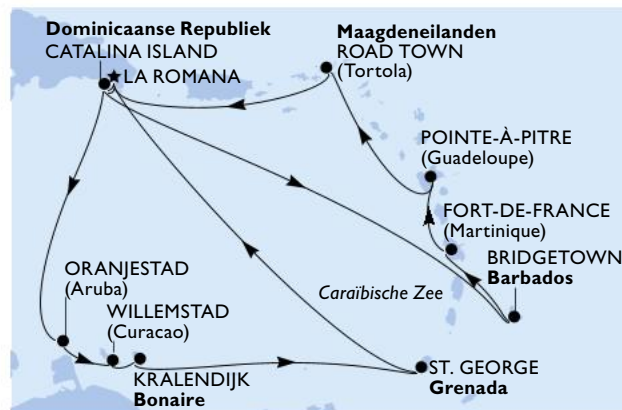 Dominicaanse Republiek
CATALINA ISLAND
LA ROMANA
Maagdeneilanden
ROAD TOWN
(Tortola)
POINTE-À-PITRE
(Guadeloupe)
FORT-DE-FRANCE
(Martinique)
BRIDGETOWN
Barbados
Caraïbische Zee
ORANJESTAD
(Aruba)
WILLEMSTAD
(Curacao)
KRALENDIJK
Bonaire
ST. GEORGE
Grenada